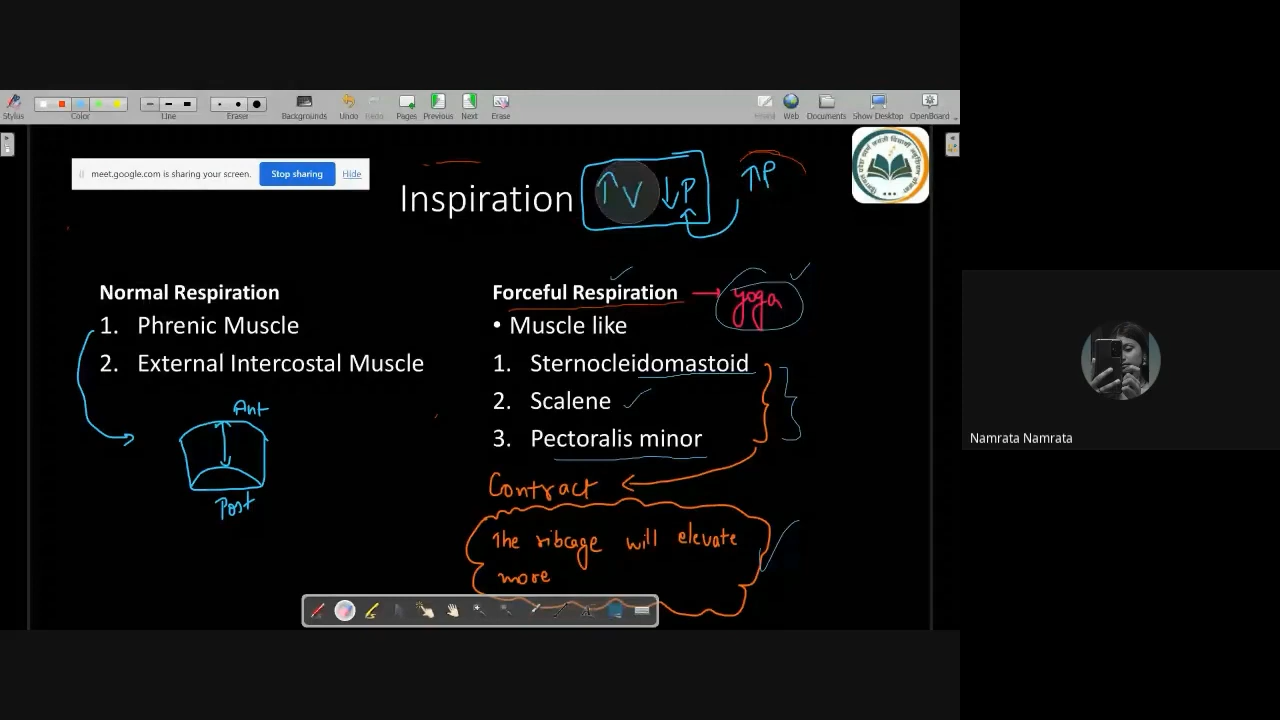 Stylus
Color
Line
Eraser
Backgrounds
Undo
Redo
Pages
Previous
Next
Erase
Web
Documents
Show Desktop
OpenBoard
meet.google.com is sharing your screen.
Stop sharing
Hide
Inspiration ↑V ↓P ↑P
Normal Respiration
1. Phrenic Muscle
2. External Intercostal Muscle
Ant
Post
Forceful Respiration → yoga
• Muscle like
1. Sternocleidomastoid
2. Scalene
3. Pectoralis minor
Contract
The ribcage will elevate
more
Namrata Namrata